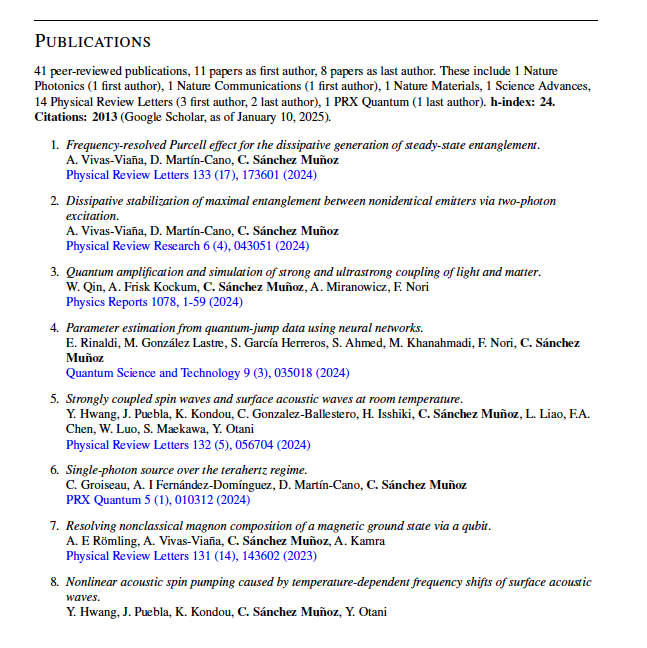 PUBLICATIONS
41 peer-reviewed publications, 11 papers as first author, 8 papers as last author. These include 1 Nature
Photonics (1 first author), 1 Nature Communications (1 first author), 1 Nature Materials, 1 Science Advances,
14 Physical Review Letters (3 first author, 2 last author), 1 PRX Quantum (1 last author). h-index: 24.
Citations: 2013 (Google Scholar, as of January 10, 2025).
1. Frequency-resolved Purcell effect for the dissipative generation of steady-state entanglement.
A. Vivas-Viaña, D. Martín-Cano, C. Sánchez Muñoz
Physical Review Letters 133 (17), 173601 (2024)
2. Dissipative stabilization of maximal entanglement between nonidentical emitters via two-photon
excitation.
A. Vivas-Viaña, D. Martín-Cano, C. Sánchez Muñoz
Physical Review Research 6 (4), 043051 (2024)
3. Quantum amplification and simulation of strong and ultrastrong coupling of light and matter.
W. Qin, A. Frisk Kockum, C. Sánchez Muñoz, A. Miranowicz, F. Nori
Physics Reports 1078, 1-59 (2024)
4. Parameter estimation from quantum-jump data using neural networks.
E. Rinaldi, M. González Lastre, S. García Herreros, S. Ahmed, M. Khanahmadi, F. Nori, C. Sánchez
Muñoz
Quantum Science and Technology 9 (3), 035018 (2024)
5. Strongly coupled spin waves and surface acoustic waves at room temperature.
Y. Hwang, J. Puebla, K. Kondou, C. Gonzalez-Ballestero, H. Isshiki, C. Sánchez Muñoz, L. Liao, F.A.
Chen, W. Luo, S. Maekawa, Y. Otani
Physical Review Letters 132 (5), 056704 (2024)
6. Single-photon source over the terahertz regime.
C. Groiseau, A. I Fernández-Domínguez, D. Martín-Cano, C. Sánchez Muñoz
PRX Quantum 5 (1), 010312 (2024)
7. Resolving nonclassical magnon composition of a magnetic ground state via a qubit.
A. E Römling, A. Vivas-Viaña, C. Sánchez Muñoz, A. Kamra
Physical Review Letters 131 (14), 143602 (2023)
8. Nonlinear acoustic spin pumping caused by temperature-dependent frequency shifts of surface acoustic
waves.
Y. Hwang, J. Puebla, K. Kondou, C. Sánchez Muñoz, Y. Otani